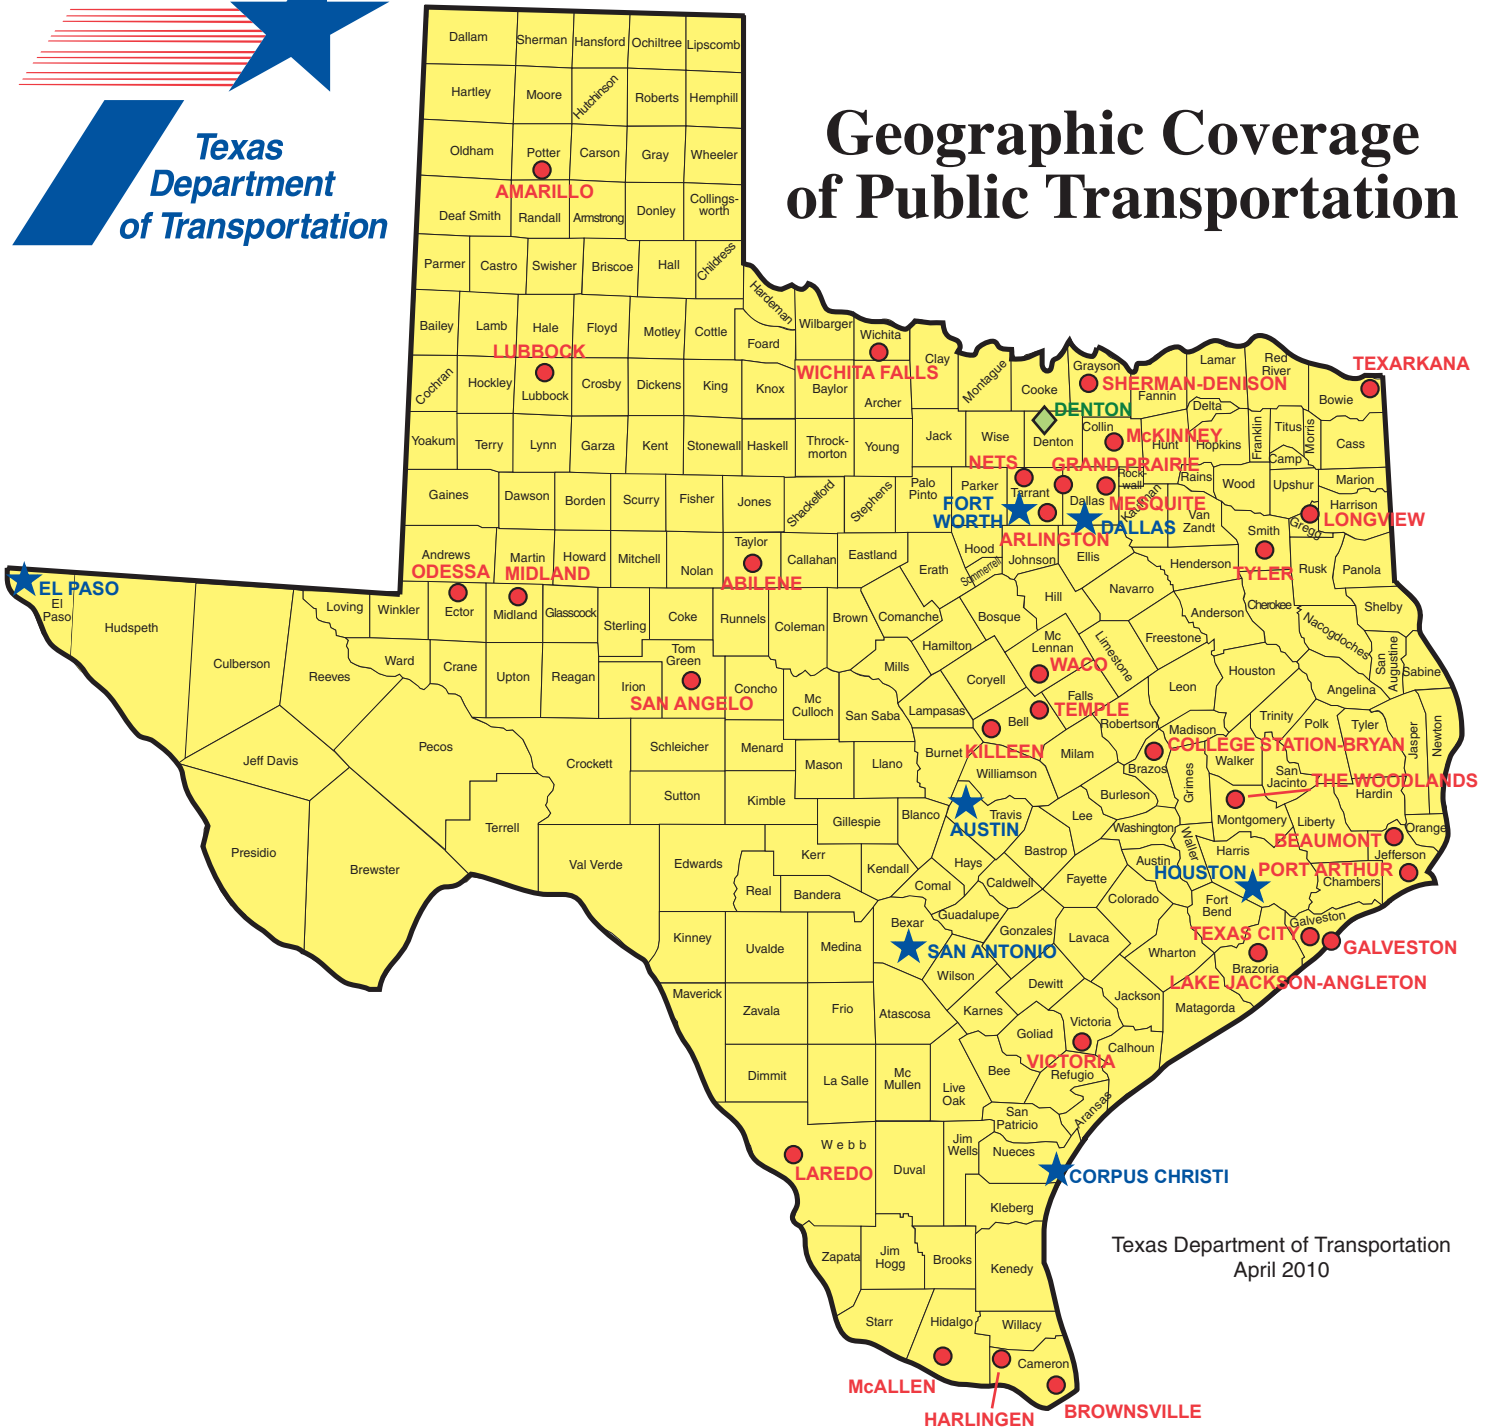 Texas
Department
of Transportation
Geographic Coverage
of Public Transportation
Dallam
Sherman
Hansford
Ochiltree
Lipscomb
Hartley
Moore
Hutchinson
Roberts
Hemphill
Oldham
Potter
Carson
Gray
Wheeler
AMARILLO
Deaf Smith
Randall
Armstrong
Donley
Collings-
worth
Parmer
Castro
Swisher
Briscoe
Hall
Childress
Hardeman
Bailey
Lamb
Hale
Floyd
Motley
Cottle
Foard
Wilbarger
Wichita
LUBBOCK
WICHITA FALLS
Clay
Montague
Cooke
Grayson
SHERMAN-DENISON
Fannin
Lamar
Red
River
TEXARKANA
Bowie
Cochran
Hockley
Lubbock
Crosby
Dickens
King
Knox
Baylor
Archer
DENTON
Denton
Collin
McKINNEY
Hunt
Delta
Hopkins
Franklin
Titus
Morris
Camp
Cass
Yoakum
Terry
Lynn
Garza
Kent
Stonewall
Haskell
Throck-
morton
Young
Jack
Wise
NETS
GRAND PRAIRIE
Rock-
wall
Rains
Wood
Upshur
Marion
Harrison
Gaines
Dawson
Borden
Scurry
Fisher
Jones
Shackelford
Stephens
Palo
Pinto
Parker
Tarrant
Dallas
MESQUITE
Kaufman
Van
Zandt
Smith
Gregg
LONGVIEW
FORT
WORTH
DALLAS
ARLINGTON
Andrews
ODESSA
Martin
MIDLAND
Howard
Mitchell
Nolan
Taylor
ABILENE
Callahan
Eastland
Erath
Hood
Sommerrell
Johnson
Ellis
Henderson
TYLER
Rusk
Panola
EL PASO
El
Paso
Hudspeth
Culberson
Reeves
Loving
Winkler
Ector
Midland
Glasscock
Sterling
Coke
Runnels
Coleman
Brown
Comanche
Bosque
Hill
Navarro
Anderson
Cherokee
Nacogdoches
Shelby
Ward
Crane
Upton
Reagan
Irion
Tom
Green
SAN ANGELO
Concho
Mc
Culloch
Mills
Hamilton
Coryell
Mc
Lennan
WACO
Limestone
Freestone
Leon
Houston
Angelina
San
Augustine
Sabine
San Saba
Lampasas
Bell
KILLEEN
TEMPLE
Falls
Robertson
Madison
Trinity
Polk
Tyler
Jasper
Newton
Jeff Davis
Pecos
Crockett
Schleicher
Menard
Mason
Llano
Burnet
Williamson
Milam
Brazos
COLLEGE STATION-BRYAN
Grimes
Walker
San
Jacinto
THE WOODLANDS
Hardin
Presidio
Brewster
Terrell
Sutton
Kimble
Gillespie
Blanco
Travis
AUSTIN
Lee
Burleson
Washington
Waller
Montgomery
Liberty
BEAUMONT
Orange
Jefferson
Val Verde
Edwards
Real
Kerr
Bandera
Kendall
Hays
Comal
Caldwell
Bastrop
Fayette
Austin
Colorado
HOUSTON
Harris
PORT ARTHUR
Chambers
Fort
Bend
Galveston
TEXAS CITY
GALVESTON
Kinney
Uvalde
Medina
Bexar
SAN ANTONIO
Guadalupe
Gonzales
Lavaca
Wharton
Brazoria
LAKE JACKSON-ANGLETON
Maverick
Zavala
Frio
Atascosa
Wilson
Karnes
Dewitt
Jackson
Matagorda
Goliad
Victoria
VICTORIA
Calhoun
Dimmit
La Salle
Mc
Mullen
Live
Oak
Bee
Refugio
Aransas
San
Patricio
Webb
LAREDO
Duval
Jim
Wells
Nueces
CORPUS CHRISTI
Kleberg
Zapata
Jim
Hogg
Brooks
Kenedy
Starr
Hidalgo
Willacy
Cameron
McALLEN
HARLINGEN
BROWNSVILLE
Texas Department of Transportation
April 2010